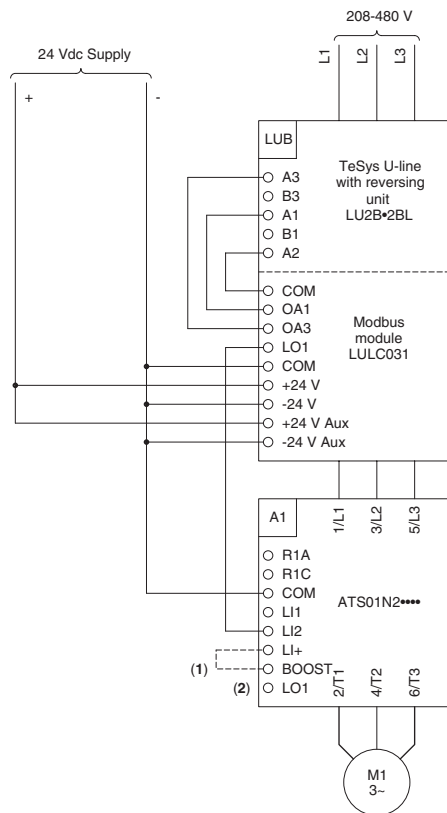 208-480 V
L1 L2 L3
24 Vdc Supply
+ -
LUB
TeSys U-line
with reversing
unit
LU2B•2BL
A3
B3
A1
B1
A2
COM
OA1
OA3
LO1
COM
+24 V
-24 V
+24 V Aux
-24 V Aux
Modbus
module
LULC031
A1
1/L1 3/L2 5/L3
R1A
R1C
COM
LI1
LI2
LI+
BOOST
LO1
ATS01N2••••
(1)
(2)
2/T1 4/T2 6/T3
M1
3~